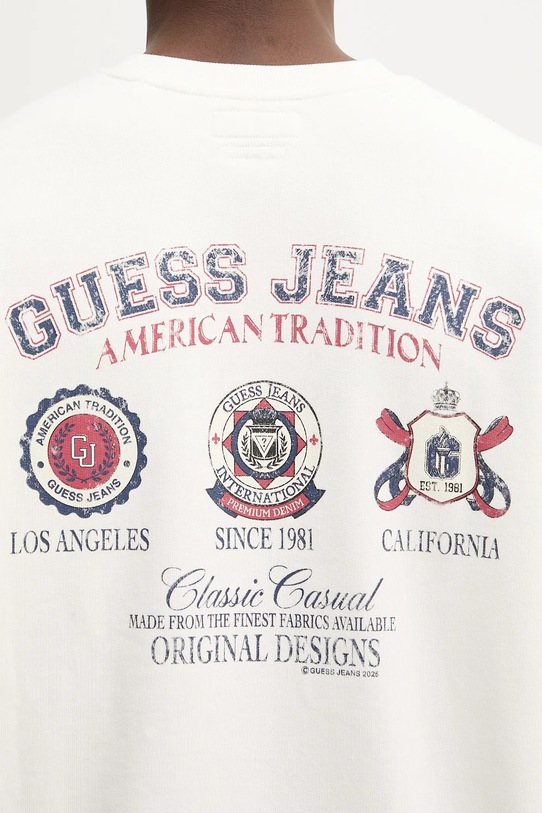 GUESS JEANS
AMERICAN TRADITION
AMERICAN TRADITION
GJ
GUESS JEANS
®
LOS ANGELES
GUESS JEANS
?
INTERNATIONAL
PREMIUM DENIM
SINCE 1981
G
EST. 1981
CALIFORNIA
Classic Casual
MADE FROM THE FINEST FABRICS AVAILABLE
ORIGINAL DESIGNS
© GUESS JEANS 2025